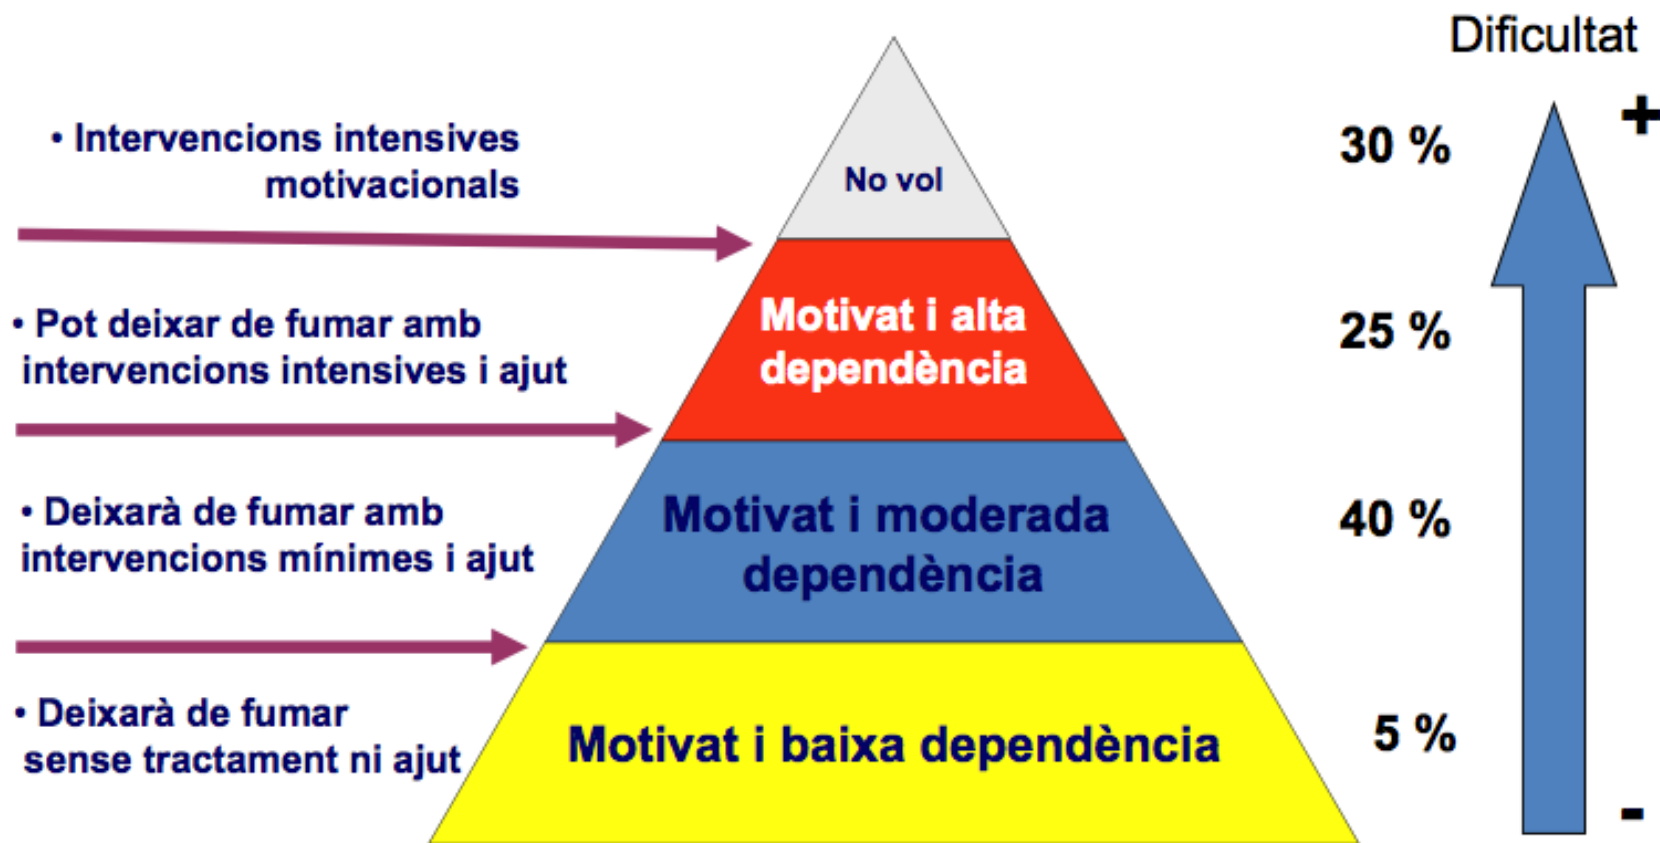 Dificultat
+
• Intervencions intensives
motivacionals
No vol
30 %
• Pot deixar de fumar amb
intervencions intensives i ajut
Motivat i alta
dependència
25 %
• Deixarà de fumar amb
intervencions mínimes i ajut
Motivat i moderada
dependència
40 %
• Deixarà de fumar
sense tractament ni ajut
Motivat i baixa dependència
5 %
-